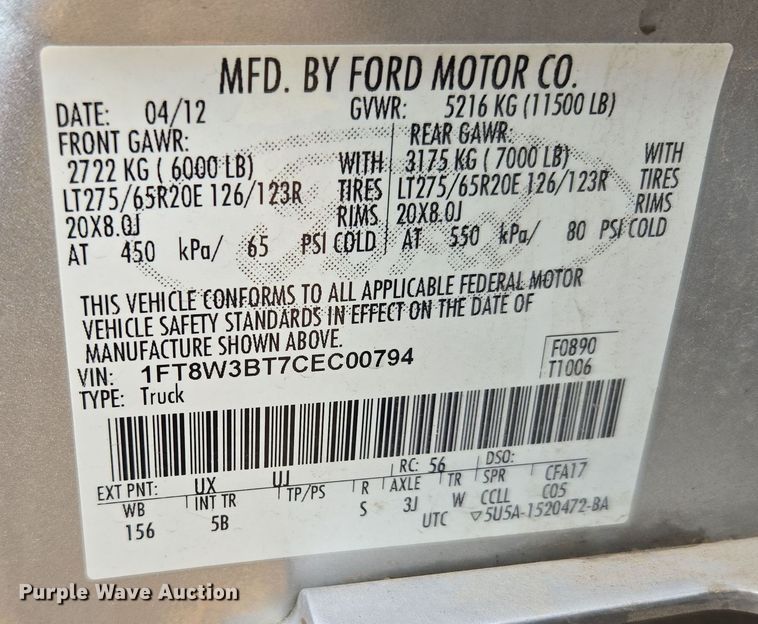 MFD. BY FORD MOTOR CO.
DATE: 04/12 GVWR: 5216 KG (11500 LB)
FRONT GAWR: REAR GAWR:
2722 KG ( 6000 LB) WITH 3175 KG ( 7000 LB) WITH
LT275/65R20E 126/123R TIRES LT275/65R20E 126/123R TIRES
20X8.0J RIMS 20X8.0J RIMS
AT 450 kPa/ 65 PSI COLD AT 550 kPa/ 80 PSI COLD
THIS VEHICLE CONFORMS TO ALL APPLICABLE FEDERAL MOTOR
VEHICLE SAFETY STANDARDS IN EFFECT ON THE DATE OF
MANUFACTURE SHOWN ABOVE.
VIN: 1FT8W3BT7CEC00794 F0890
TYPE: Truck T1006
EXT PNT: UX UJ RC: 56 DSO:
WB INT TR TP/PS R AXLE TR SPR CFA17
156 5B S 3J W CCLL C05
UTC ▽5U5A-1520472-BA
Purple Wave Auction